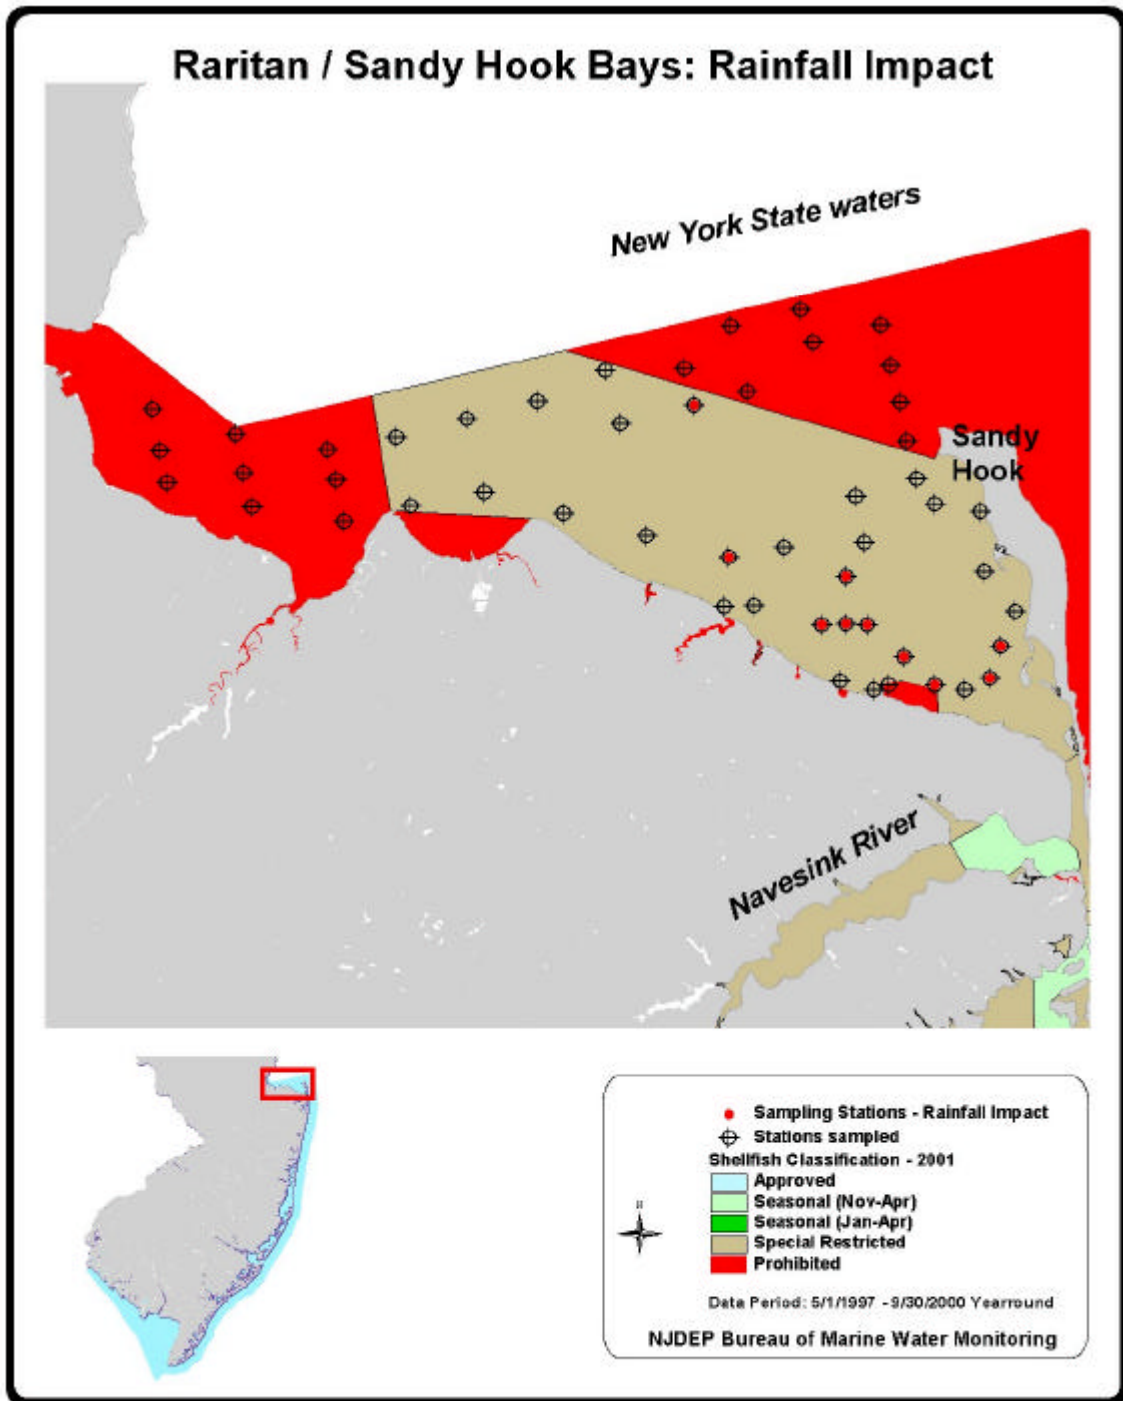 Raritan / Sandy Hook Bays: Rainfall Impact
New York State waters
Sandy
Hook
Navesink River
Sampling Stations - Rainfall Impact
Stations sampled
Shellfish Classification - 2001
Approved
Seasonal (Nov-Apr)
Seasonal (Jan-Apr)
Special Restricted
Prohibited
N
Data Period: 5/1/1997 - 9/30/2000 Yearround
NJDEP Bureau of Marine Water Monitoring